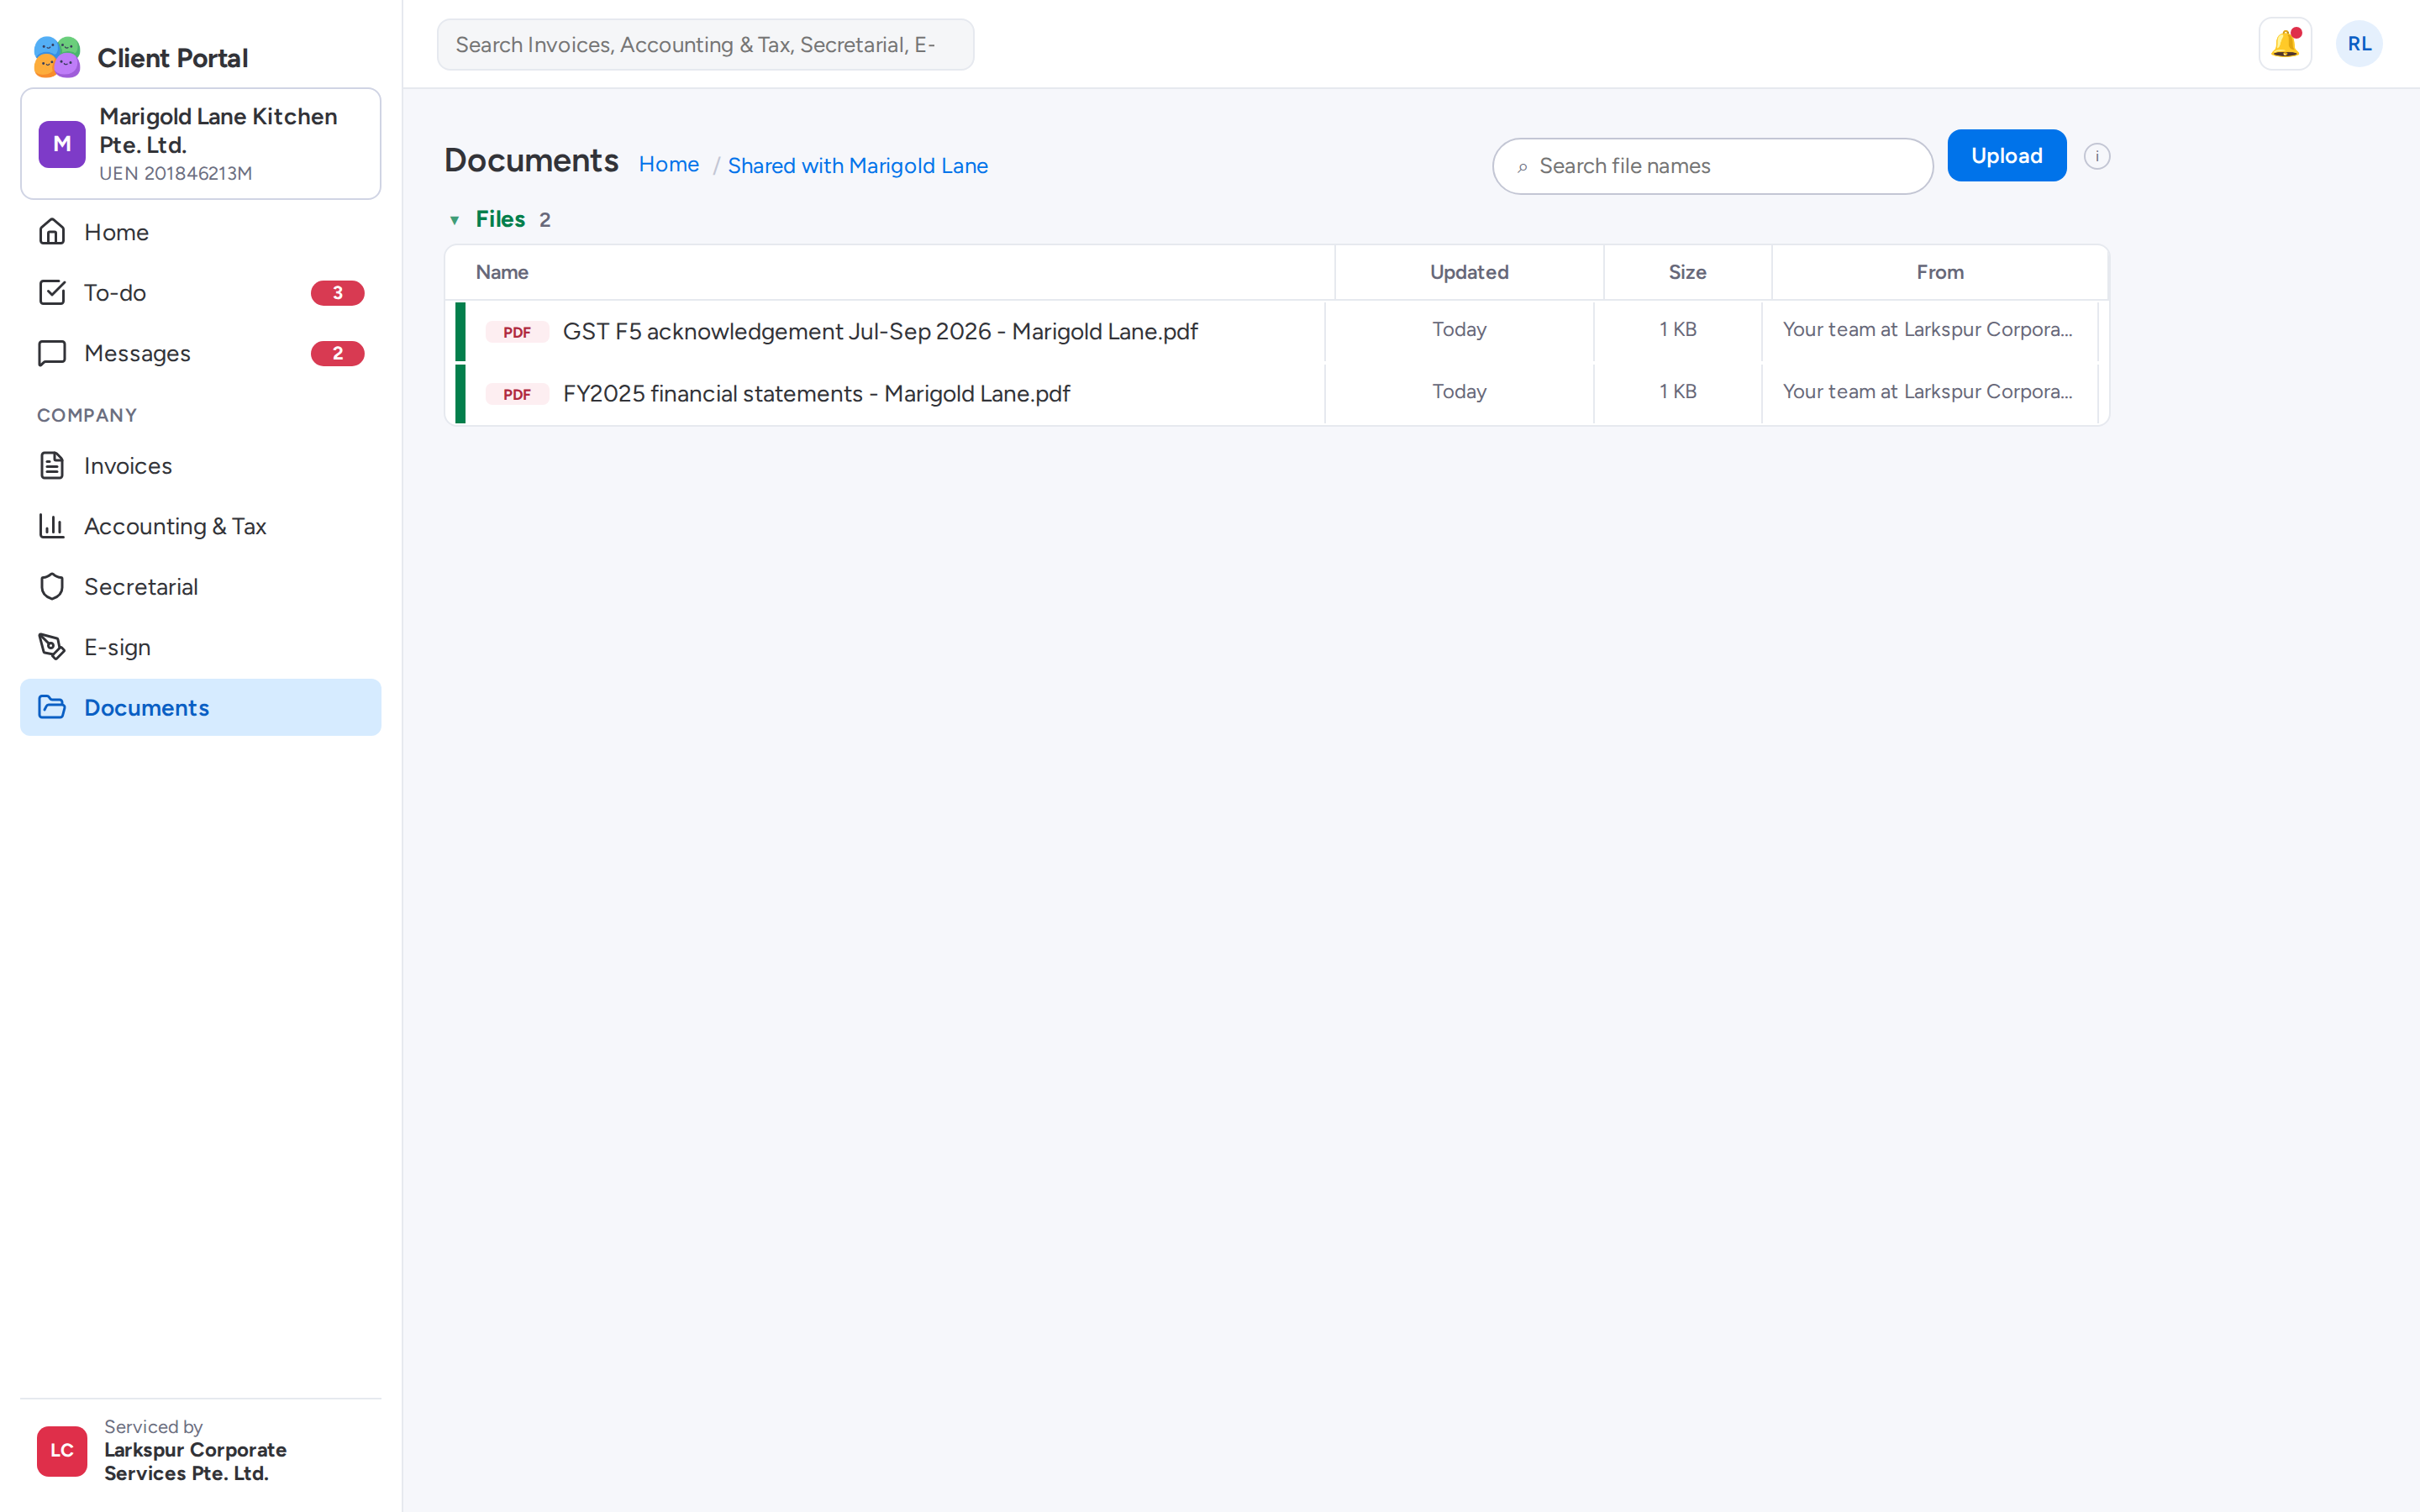 Client Portal
Search Invoices, Accounting & Tax, Secretarial, E-
RL
M
Marigold Lane Kitchen
Pte. Ltd.
UEN 201846213M
Home
To-do 3
Messages 2
COMPANY
Invoices
Accounting & Tax
Secretarial
E-sign
Documents
Serviced by
LC
Larkspur Corporate
Services Pte. Ltd.
Documents Home / Shared with Marigold Lane
Search file names
Upload
i
Files 2
Name Updated Size From
PDF GST F5 acknowledgement Jul-Sep 2026 - Marigold Lane.pdf Today 1 KB Your team at Larkspur Corpora...
PDF FY2025 financial statements - Marigold Lane.pdf Today 1 KB Your team at Larkspur Corpora...